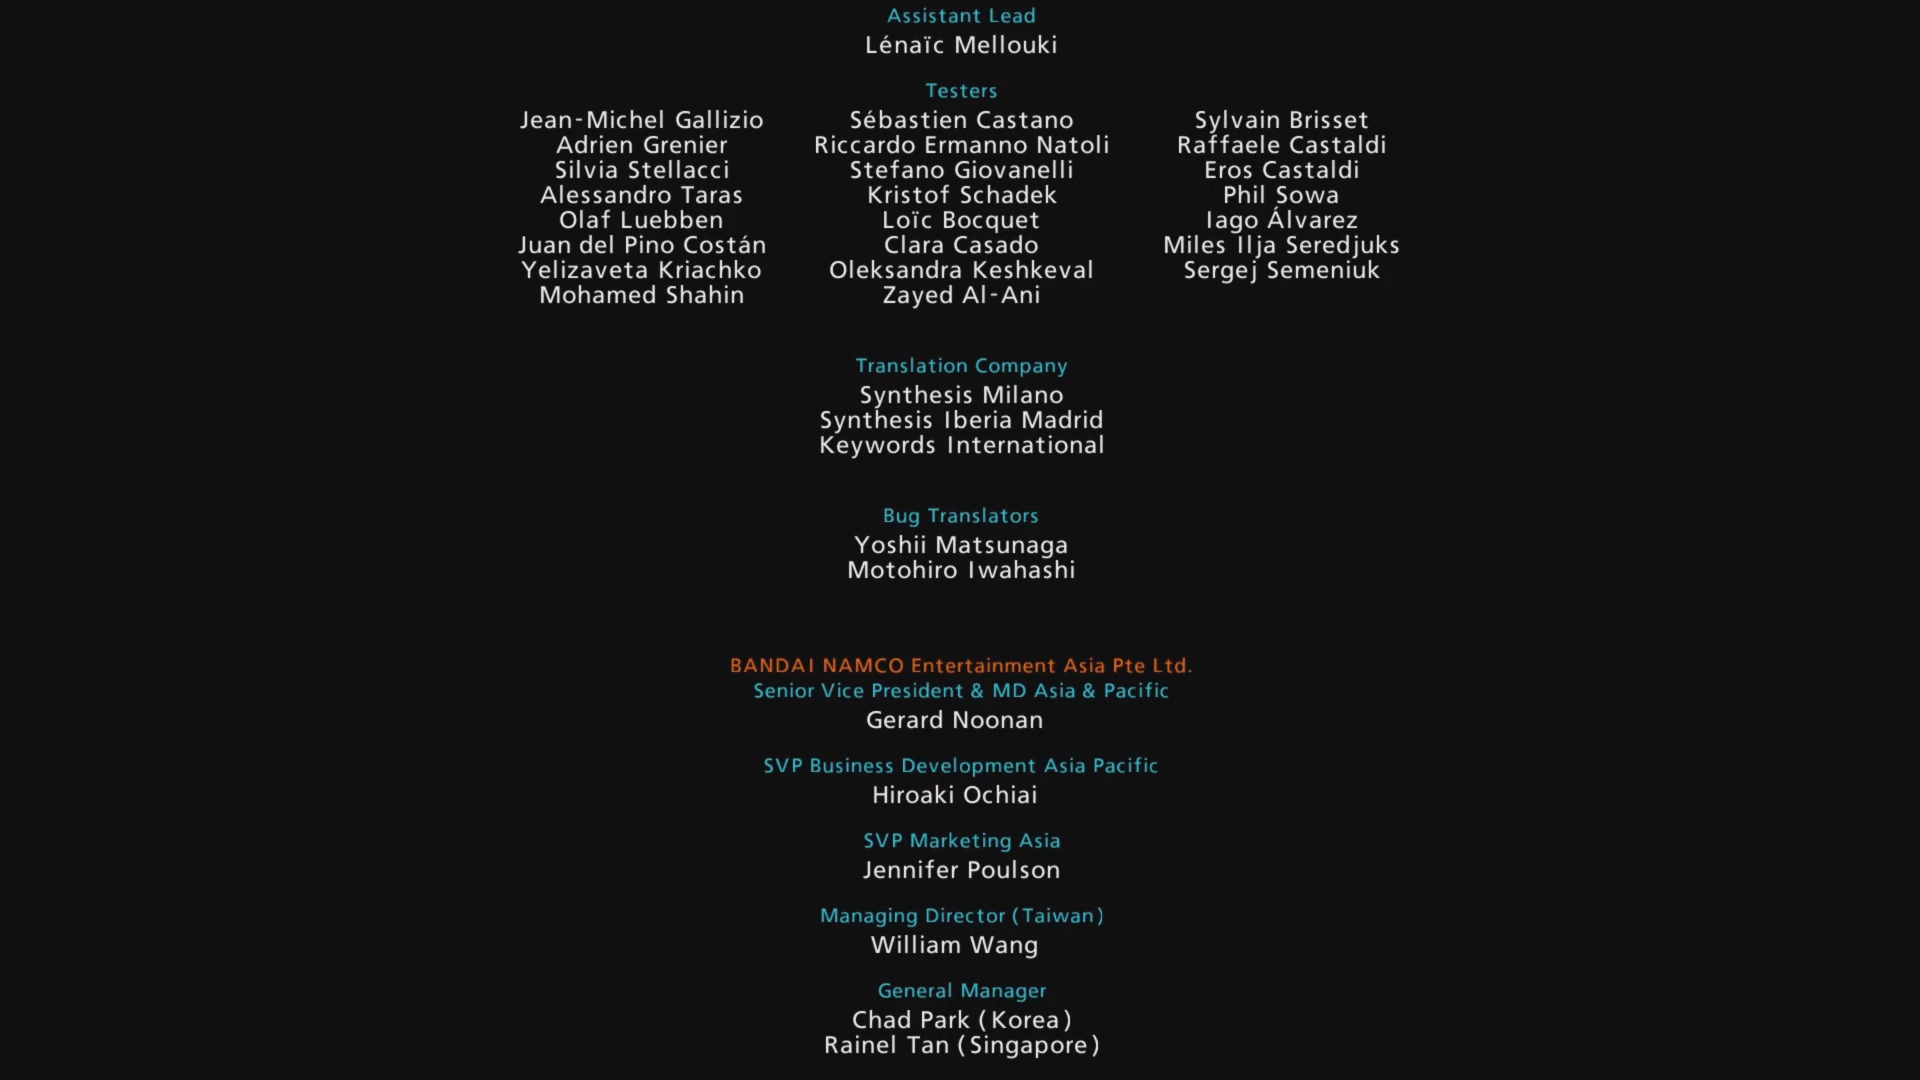 Assistant Lead
Lénaïc Mellouki
Testers
Jean-Michel Gallizio Sébastien Castano Sylvain Brisset
Adrien Grenier Riccardo Ermanno Natoli Raffaele Castaldi
Silvia Stellacci Stefano Giovanelli Eros Castaldi
Alessandro Taras Kristof Schadek Phil Sowa
Olaf Luebben Loïc Bocquet Iago Álvarez
Juan del Pino Costán Clara Casado Miles Ilja Seredjuks
Yelizaveta Kriachko Oleksandra Keshkeval Sergej Semeniuk
Mohamed Shahin Zayed Al-Ani
Translation Company
Synthesis Milano
Synthesis Iberia Madrid
Keywords International
Bug Translators
Yoshii Matsunaga
Motohiro Iwahashi
BANDAI NAMCO Entertainment Asia Pte Ltd.
Senior Vice President & MD Asia & Pacific
Gerard Noonan
SVP Business Development Asia Pacific
Hiroaki Ochiai
SVP Marketing Asia
Jennifer Poulson
Managing Director (Taiwan)
William Wang
General Manager
Chad Park (Korea)
Rainel Tan (Singapore)